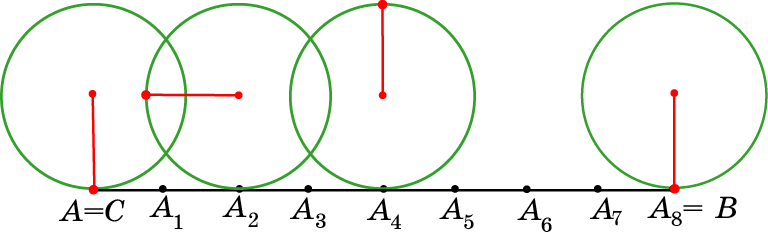 A=C A₁ A₂ A₃ A₄ A₅ A₆ A₇ A₈= B